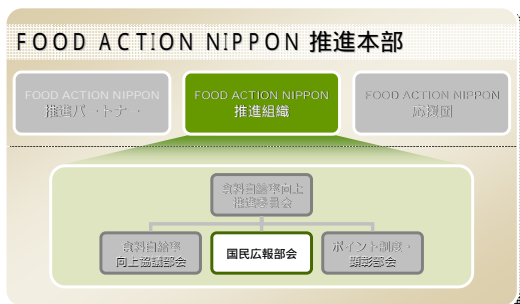 FOOD ACTION NIPPON 推進本部
FOOD ACTION NIPPON
推進パートナー
FOOD ACTION NIPPON
推進組織
FOOD ACTION NIPPON
応援団
食料自給率向上
推進委員会
食料自給率
向上協議部会
国民広報部会
ポイント制度・
顕彰部会